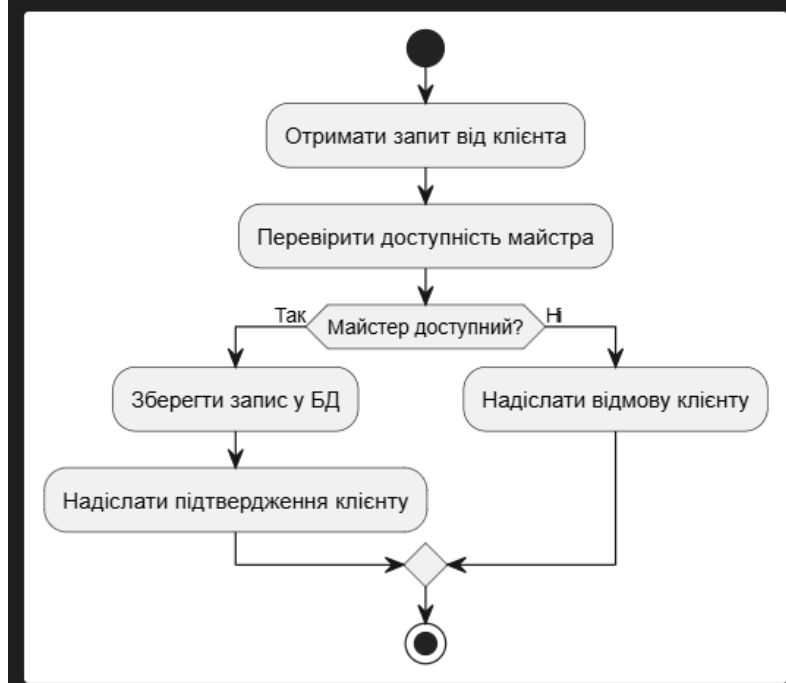 Отримати запит від клієнта
Перевірити доступність майстра
Так
Майстер доступний?
Ні
Зберегти запис у БД
Надіслати відмову клієнту
Надіслати підтвердження клієнту